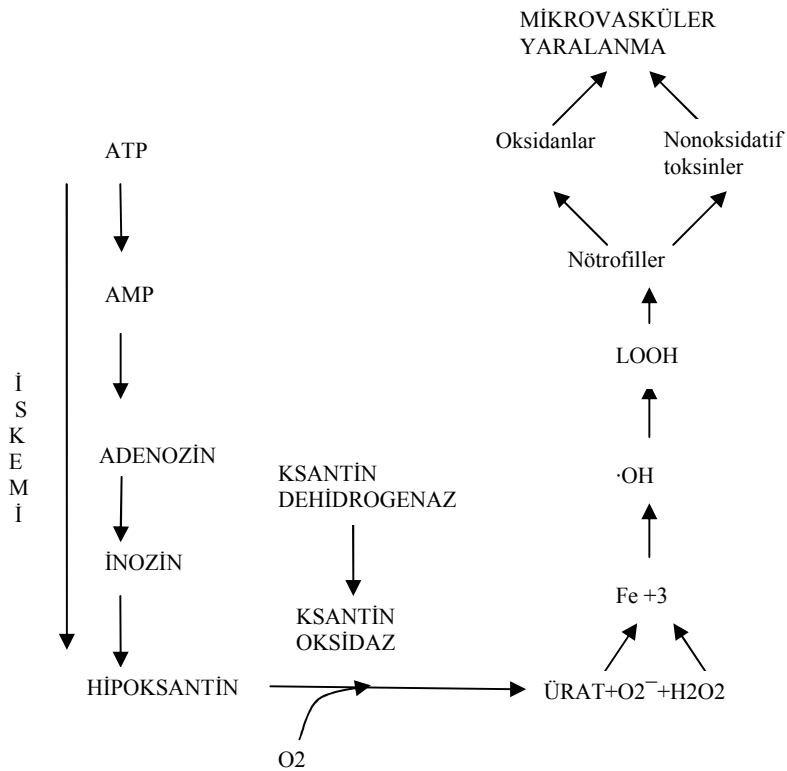 MİKROVASKÜLER
YARALANMA
Oksidanlar
Nonoksidatif
toksinler
ATP
Nötrofiller
AMP
LOOH
İ
S
K
E
M
İ
ADENOZİN
KSANTİN
DEHİDROGENAZ
·OH
İNOZİN
KSANTİN
OKSİDAZ
Fe +3
HİPOKSANTİN
ÜRAT+O2¯+H2O2
O2